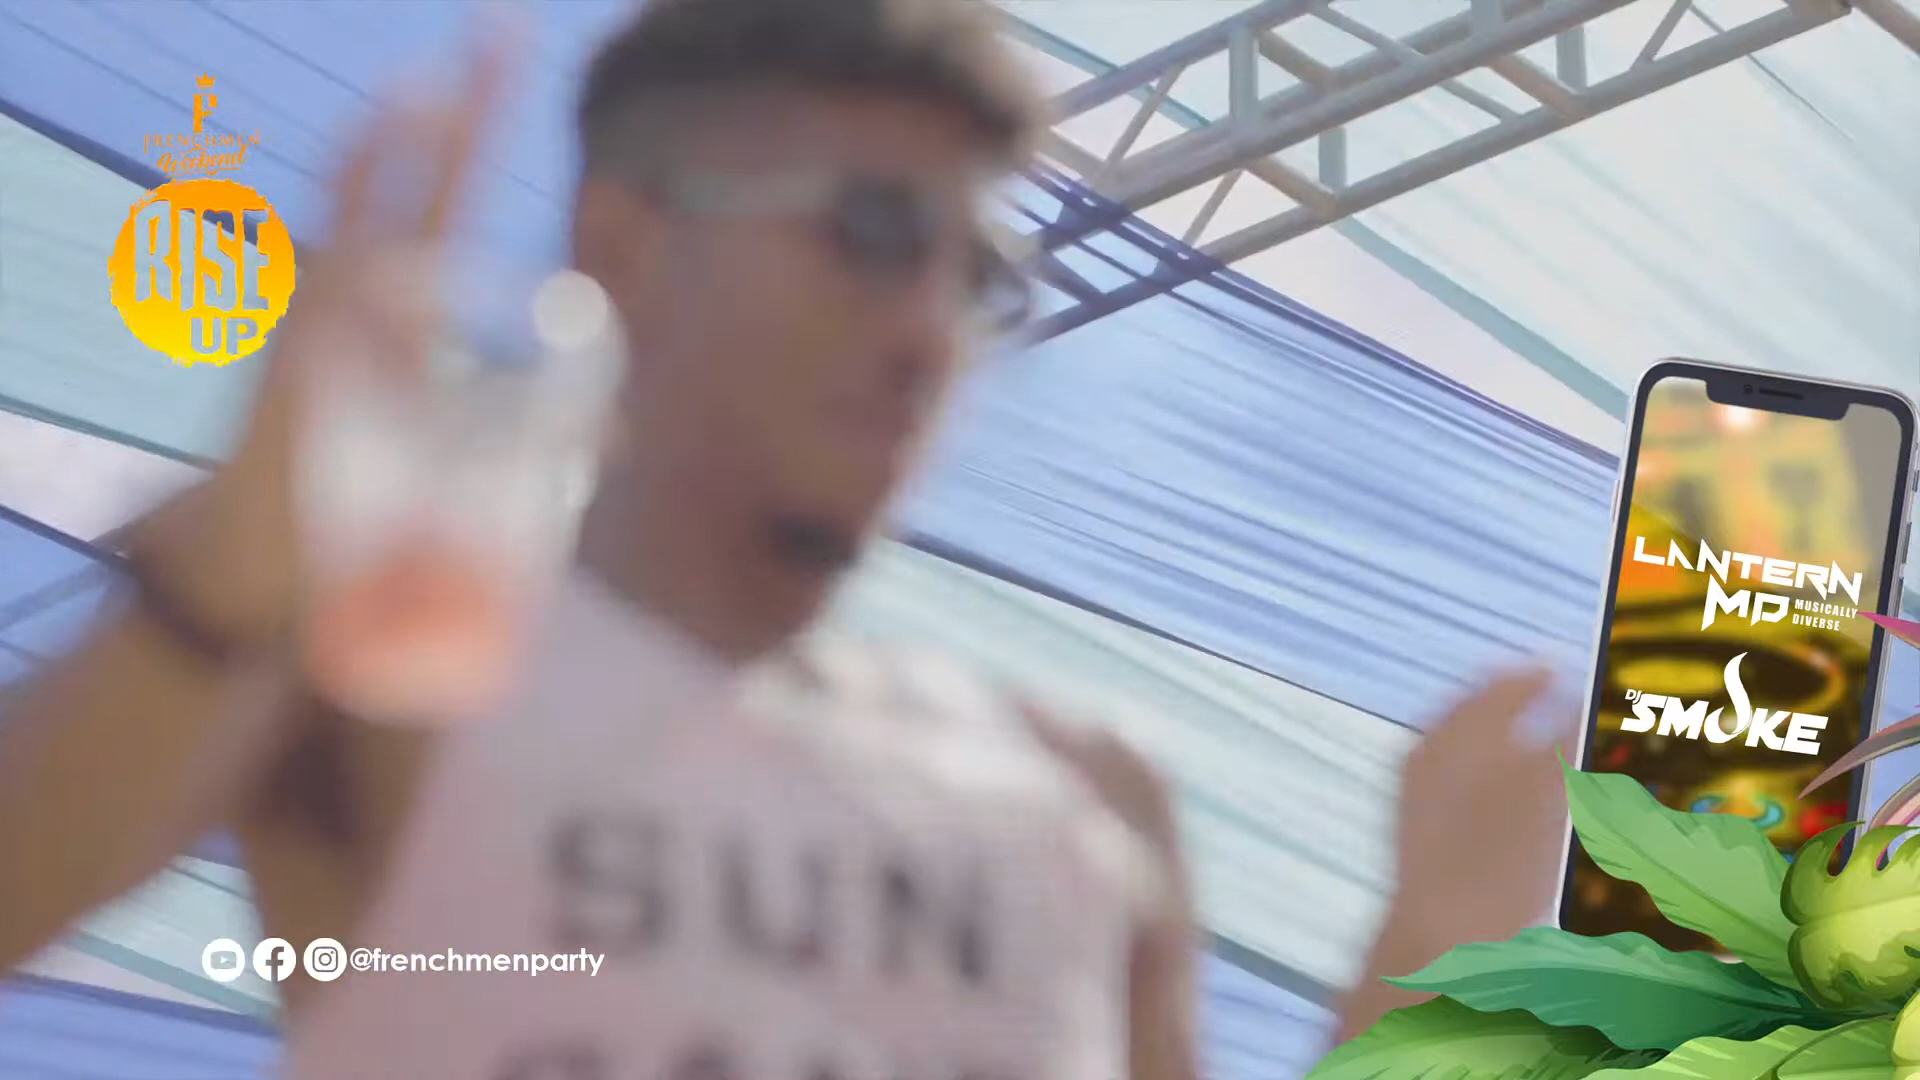 FRENCHMEN
Weekend
RISE
UP
LANTERN
MD MUSICALLY
DIVERSE
DJ SMOKE
SUN
@frenchmenparty